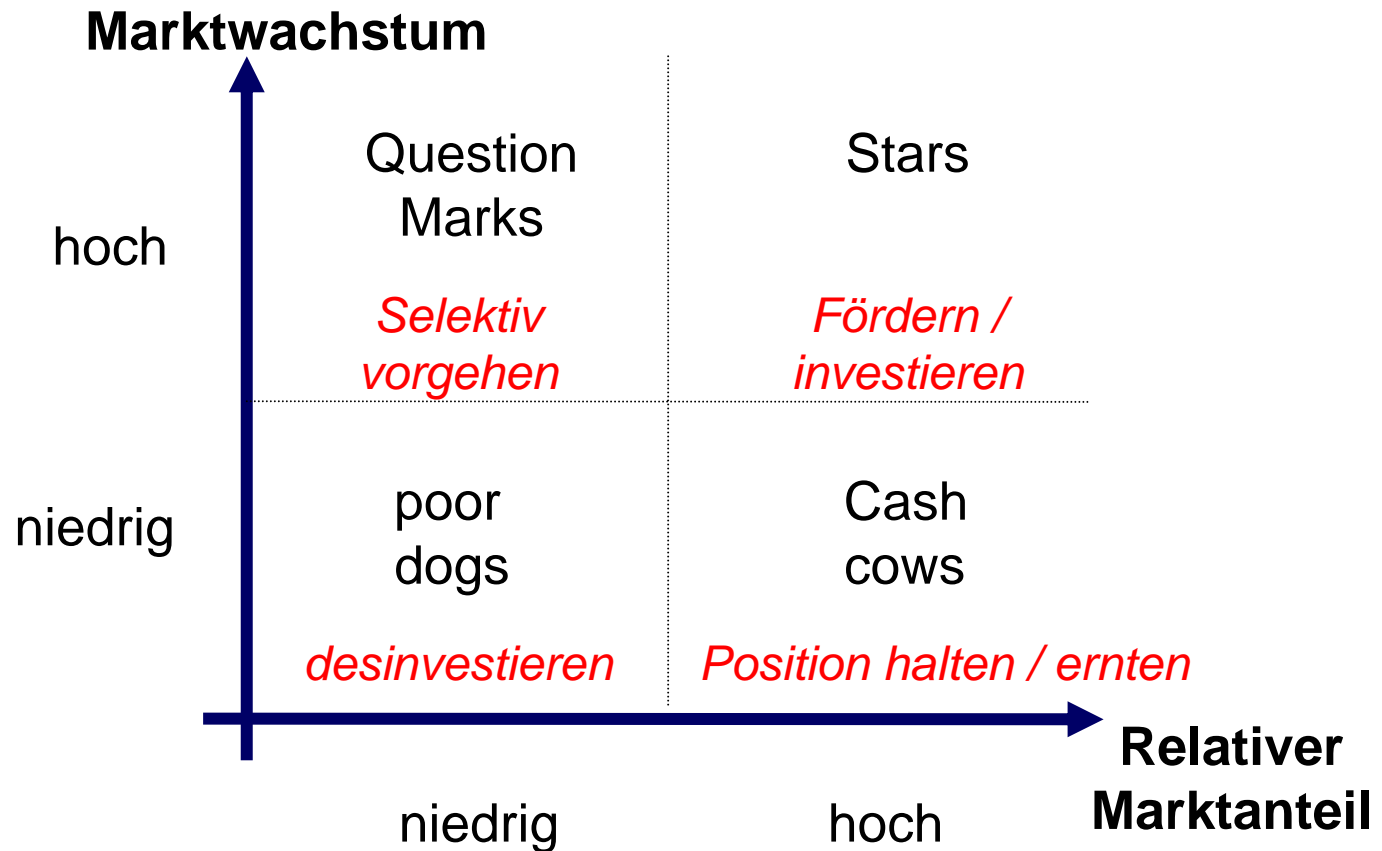 Marktwachstum
Question
Marks
Stars
hoch
Selektiv
vorgehen
Fördern /
investieren
poor
dogs
Cash
cows
niedrig
desinvestieren
Position halten / ernten
Relativer
Marktanteil
niedrig
hoch